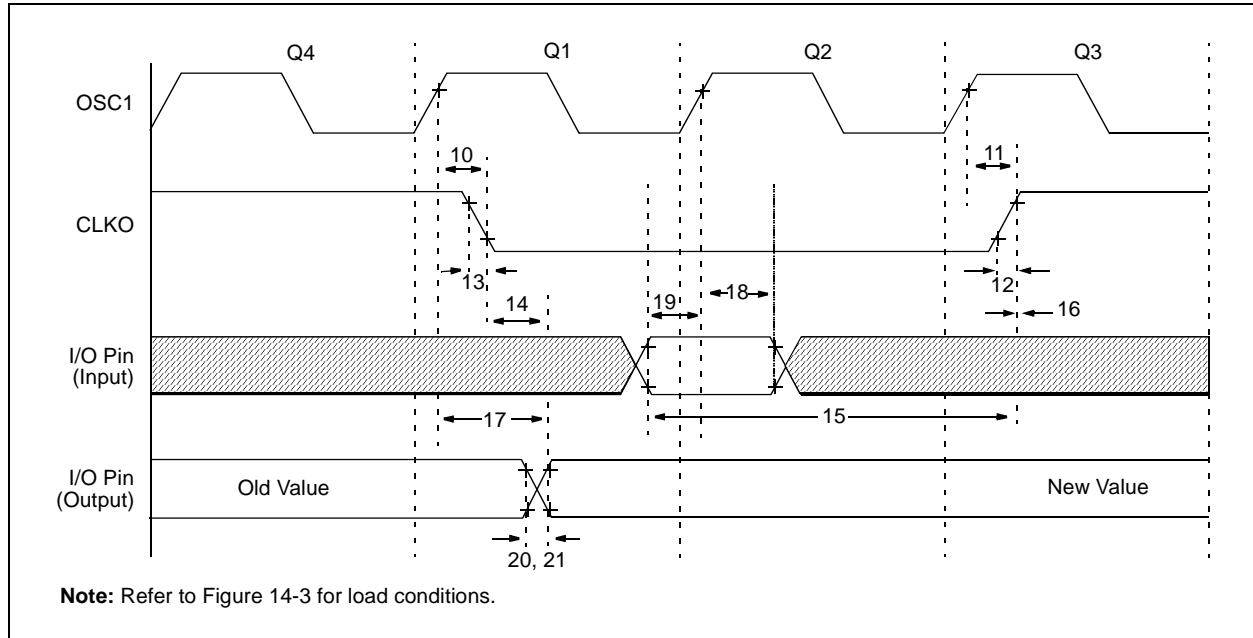 Q4 Q1 Q2 Q3
OSC1
10 11
CLKO
13 12
14 19 18 16
I/O Pin
(Input)
17 15
I/O Pin
(Output)
Old Value New Value
20, 21
Note: Refer to Figure 14-3 for load conditions.